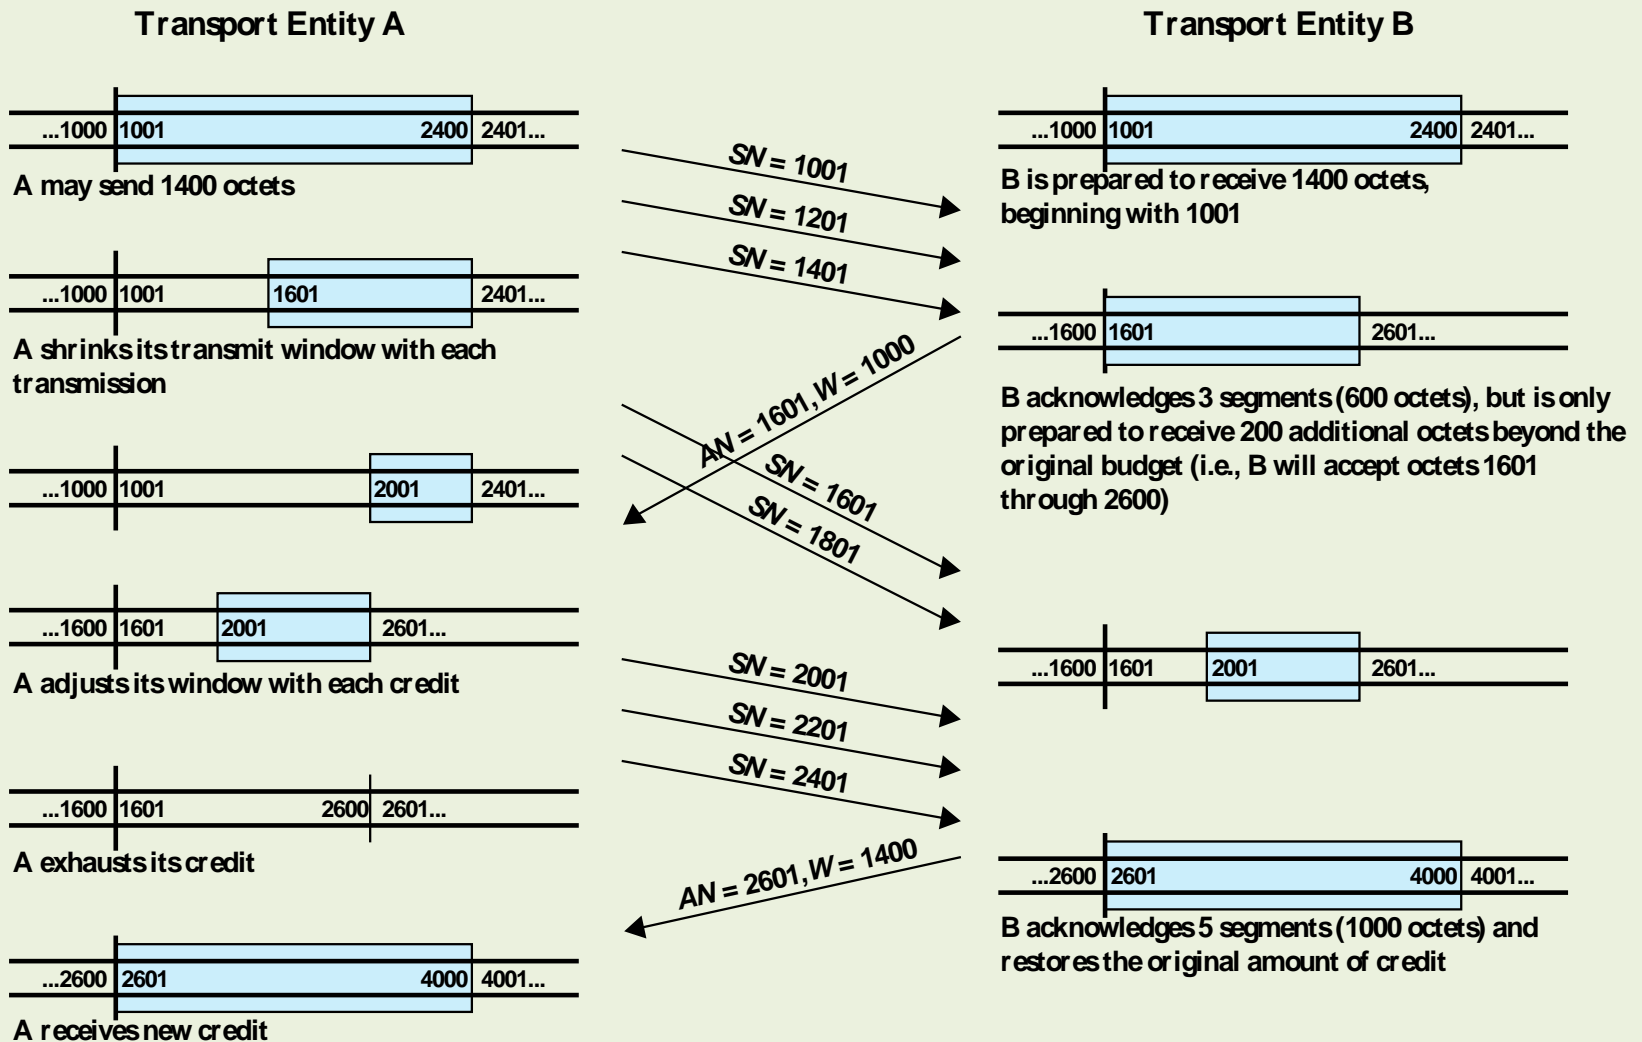 Transport Entity A
Transport Entity B
...1000 1001 2400 2401...
A may send 1400 octets
...1000 1001 1601 2401...
A shrinks its transmit window with each
transmission
...1000 1001 2001 2401...
...1600 1601 2001 2601...
A adjusts its window with each credit
...1600 1601 2600 2601...
A exhausts its credit
...2600 2601 4000 4001...
A receives new credit
SN = 1001
SN = 1201
SN = 1401
AN = 1601, W = 1000
SN = 1601
SN = 1801
SN = 2001
SN = 2201
SN = 2401
AN = 2601, W = 1400
...1000 1001 2400 2401...
B is prepared to receive 1400 octets,
beginning with 1001
...1600 1601 2601...
B acknowledges 3 segments (600 octets), but is only
prepared to receive 200 additional octets beyond the
original budget (i.e., B will accept octets 1601
through 2600)
...1600 1601 2001 2601...
...2600 2601 4000 4001...
B acknowledges 5 segments (1000 octets) and
restores the original amount of credit